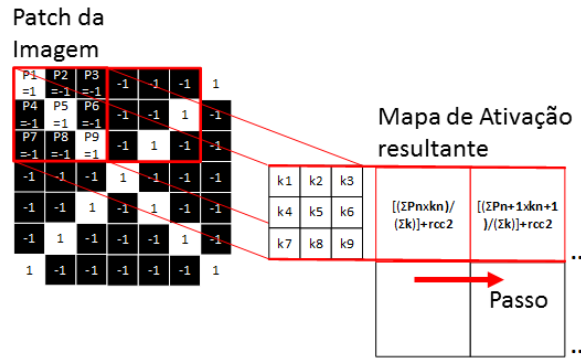 Patch da
Imagem
P1 P2 P3 -1 -1 -1 1
=1 =-1 =-1
P4 P5 P6 -1 -1 1 -1
=-1 =1 =-1
P7 P8 P9 -1 1 -1 -1
=-1 =-1 =1
-1 -1 -1 1 -1 -1 -1
-1 -1 1 -1 1 -1 -1
-1 1 -1 -1 -1 1 -1
1 -1 -1 -1 -1 -1 1
k1 k2 k3
k4 k5 k6
k7 k8 k9
Mapa de Ativação
resultante
[(ΣPnxkn)/
(Σk)]+rcc2
[(ΣPn+1xkn+1
)/(Σk)]+rcc2
..
Passo
..